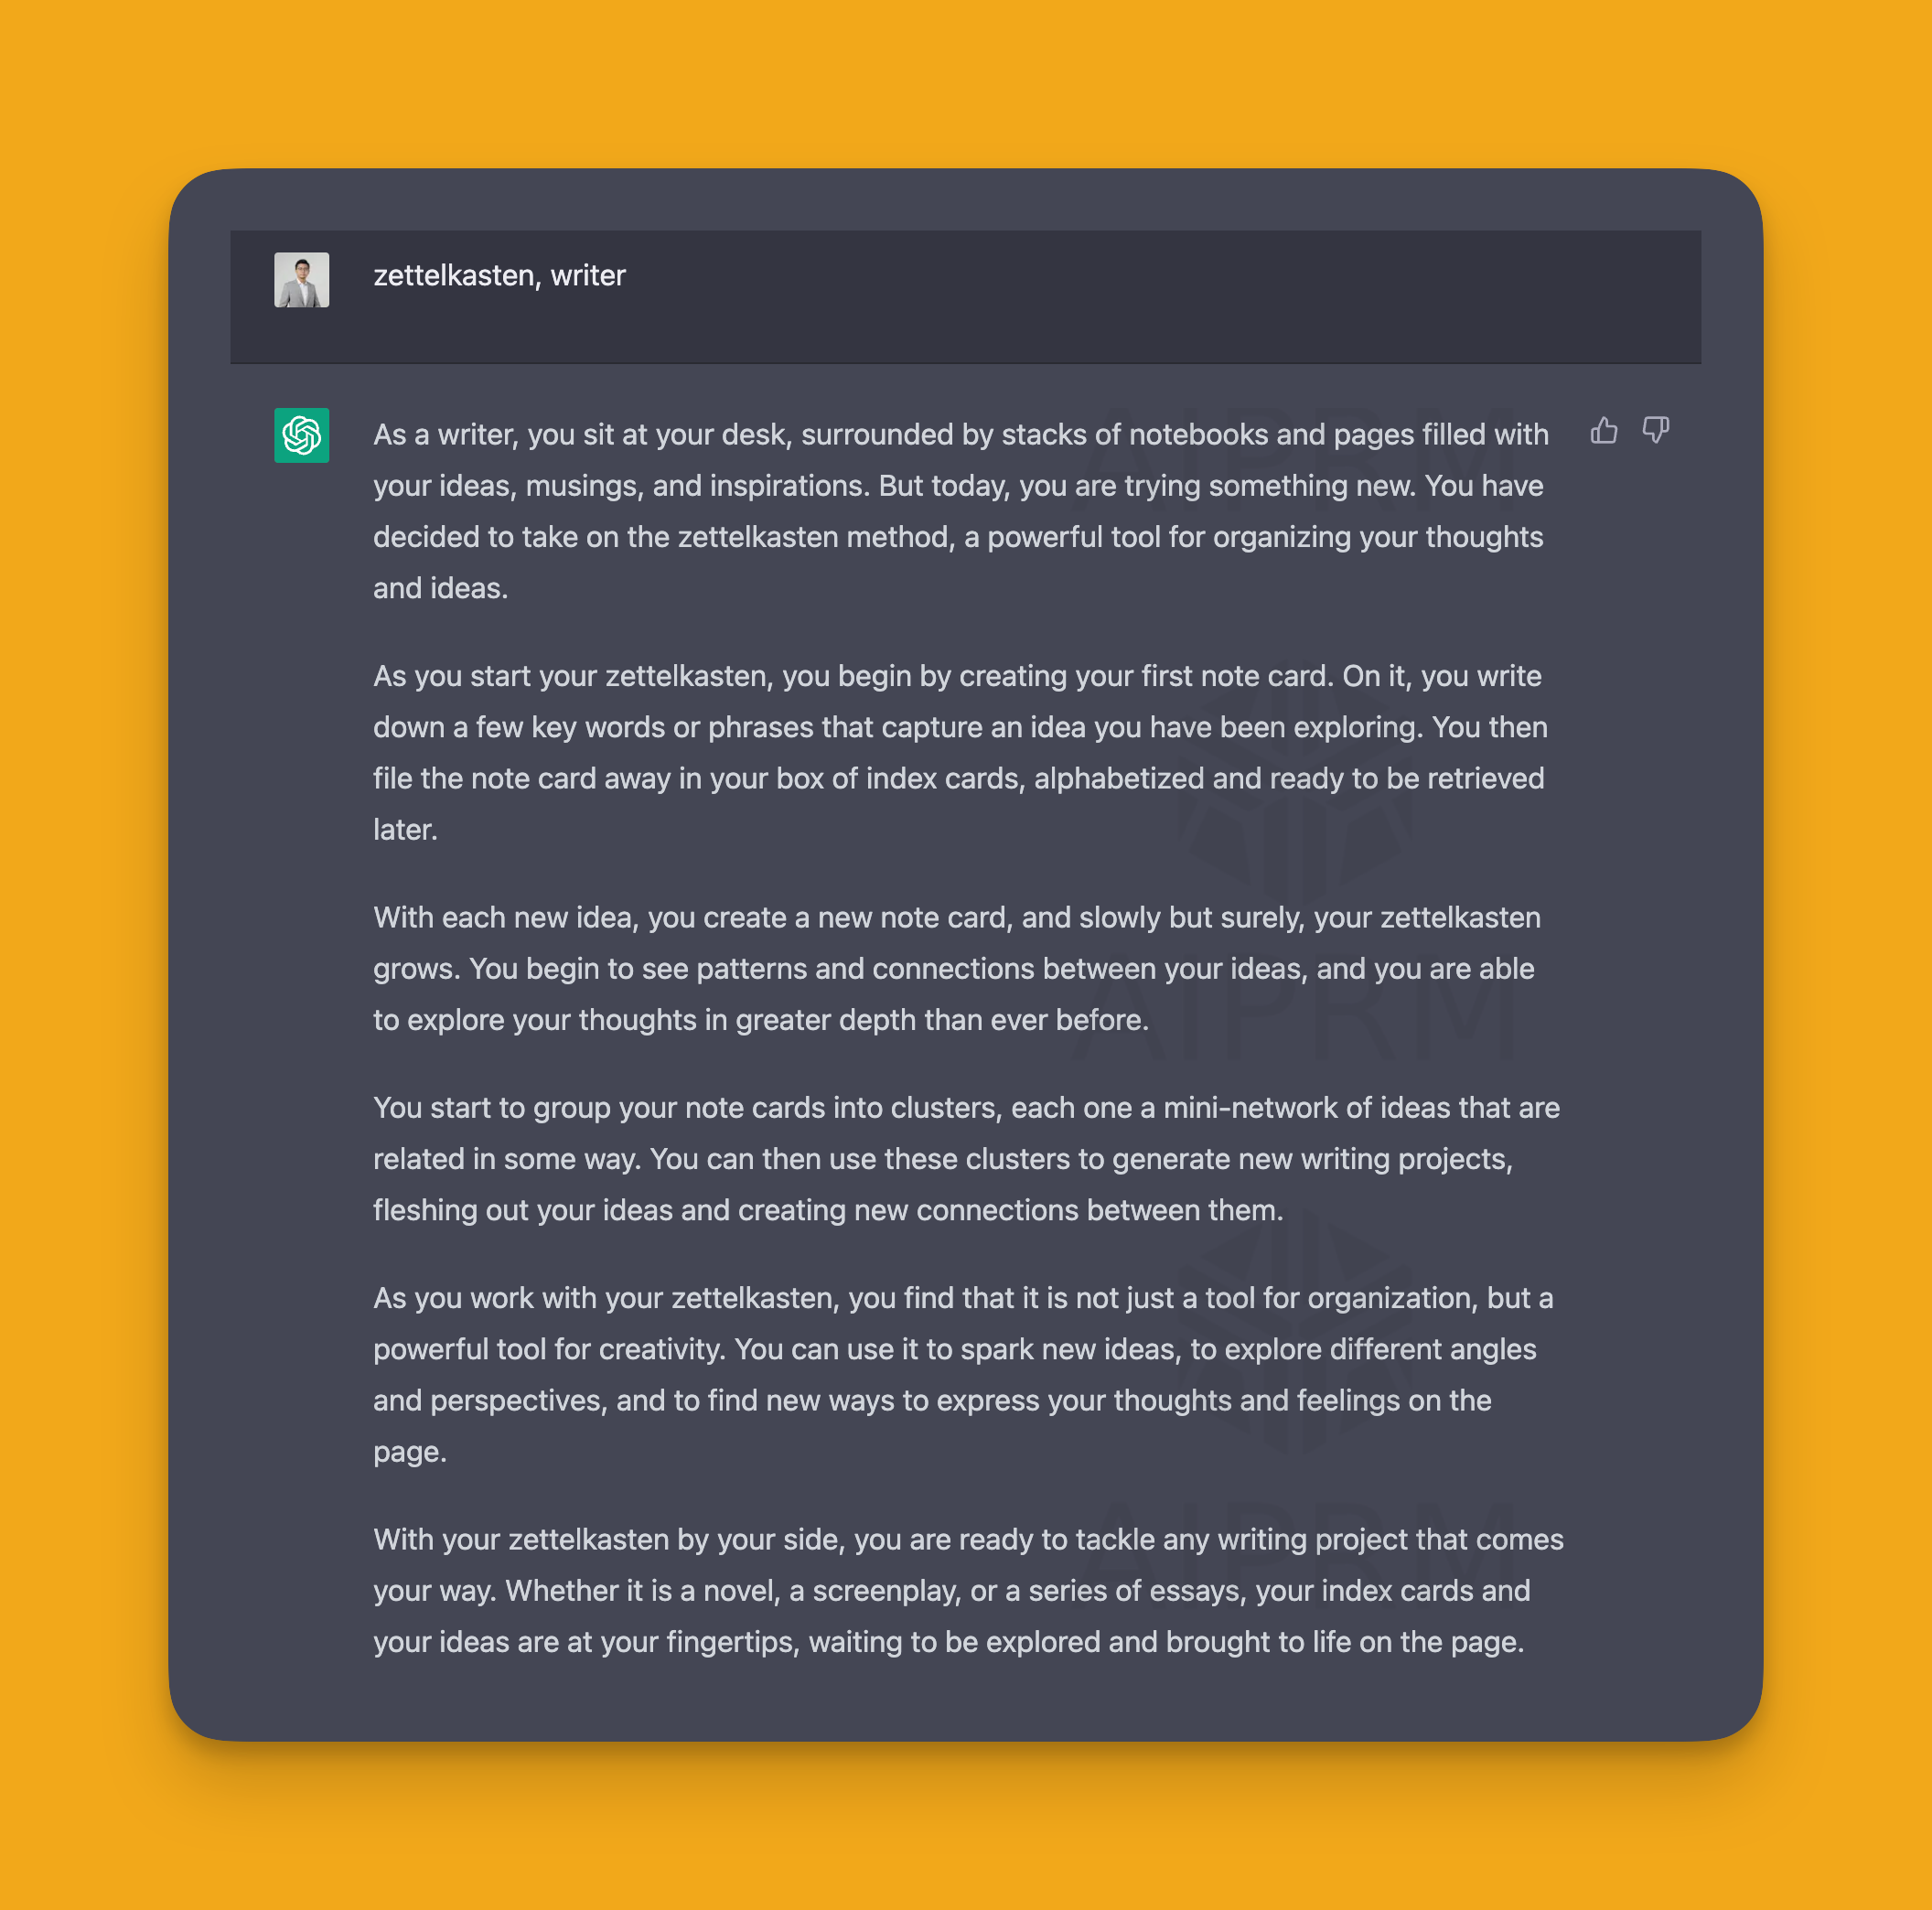 zettelkasten, writer
As a writer, you sit at your desk, surrounded by stacks of notebooks and pages filled with
your ideas, musings, and inspirations. But today, you are trying something new. You have
decided to take on the zettelkasten method, a powerful tool for organizing your thoughts
and ideas.
As you start your zettelkasten, you begin by creating your first note card. On it, you write
down a few key words or phrases that capture an idea you have been exploring. You then
file the note card away in your box of index cards, alphabetized and ready to be retrieved
later.
With each new idea, you create a new note card, and slowly but surely, your zettelkasten
grows. You begin to see patterns and connections between your ideas, and you are able
to explore your thoughts in greater depth than ever before.
You start to group your note cards into clusters, each one a mini-network of ideas that are
related in some way. You can then use these clusters to generate new writing projects,
fleshing out your ideas and creating new connections between them.
As you work with your zettelkasten, you find that it is not just a tool for organization, but a
powerful tool for creativity. You can use it to spark new ideas, to explore different angles
and perspectives, and to find new ways to express your thoughts and feelings on the
page.
With your zettelkasten by your side, you are ready to tackle any writing project that comes
your way. Whether it is a novel, a screenplay, or a series of essays, your index cards and
your ideas are at your fingertips, waiting to be explored and brought to life on the page.
AIPRM
AIPRM
AIPRM